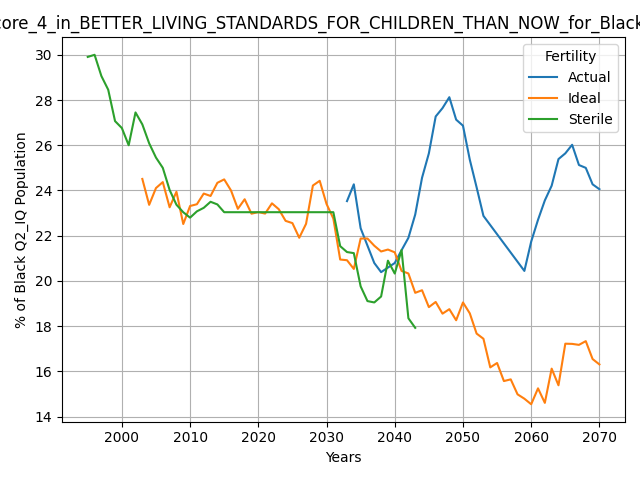 core_4_in_BETTER_LIVING_STANDARDS_FOR_CHILDREN_THAN_NOW_for_Black
Fertility
Actual
Ideal
Sterile
30
28
26
24
22
20
18
16
14
% of Black Q2_IQ Population
2000
2010
2020
2030
2040
2050
2060
2070
Years